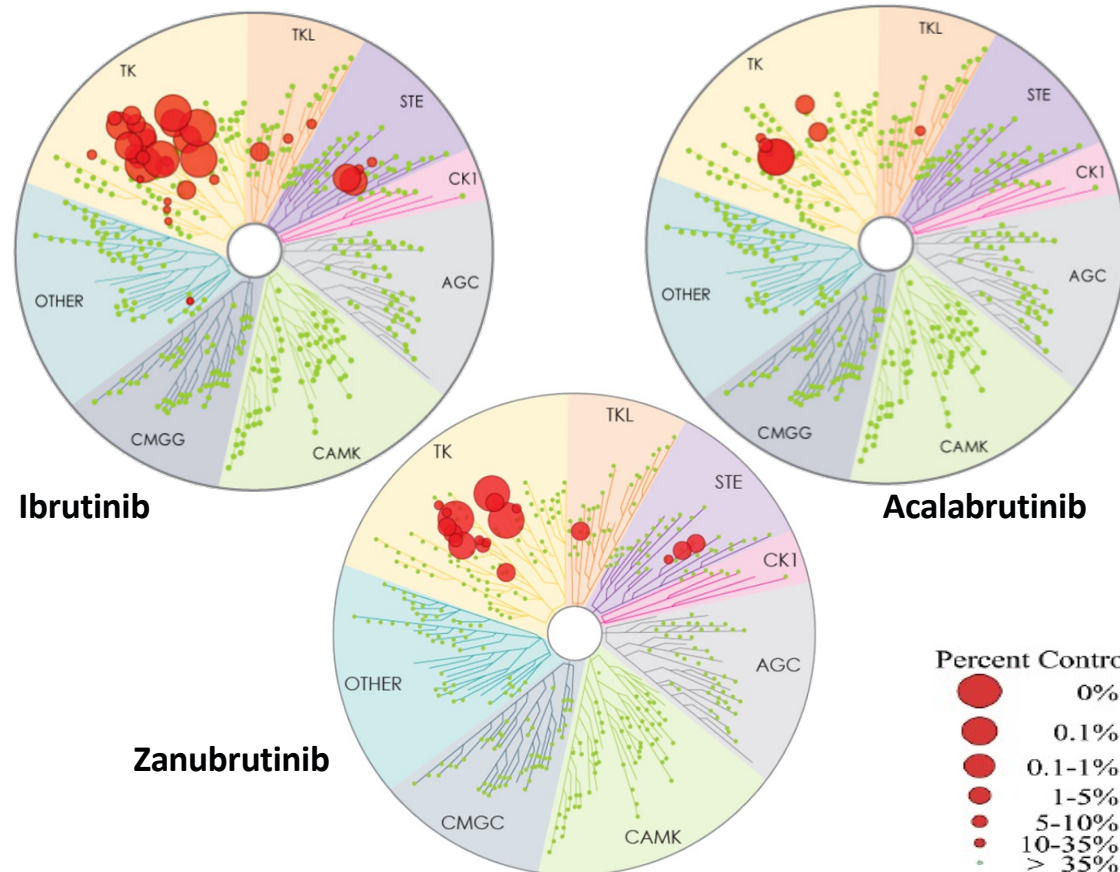 TK
TKL
STE
CK1
AGC
CAMK
CMGG
OTHER
Ibrutinib
TK
TKL
STE
CK1
AGC
CAMK
CMGG
OTHER
Acalabrutinib
TK
TKL
STE
CK1
AGC
CAMK
CMGC
OTHER
Zanubrutinib
Percent Contro
0%
0.1%
0.1-1%
1-5%
5-10%
10-35%
> 35%